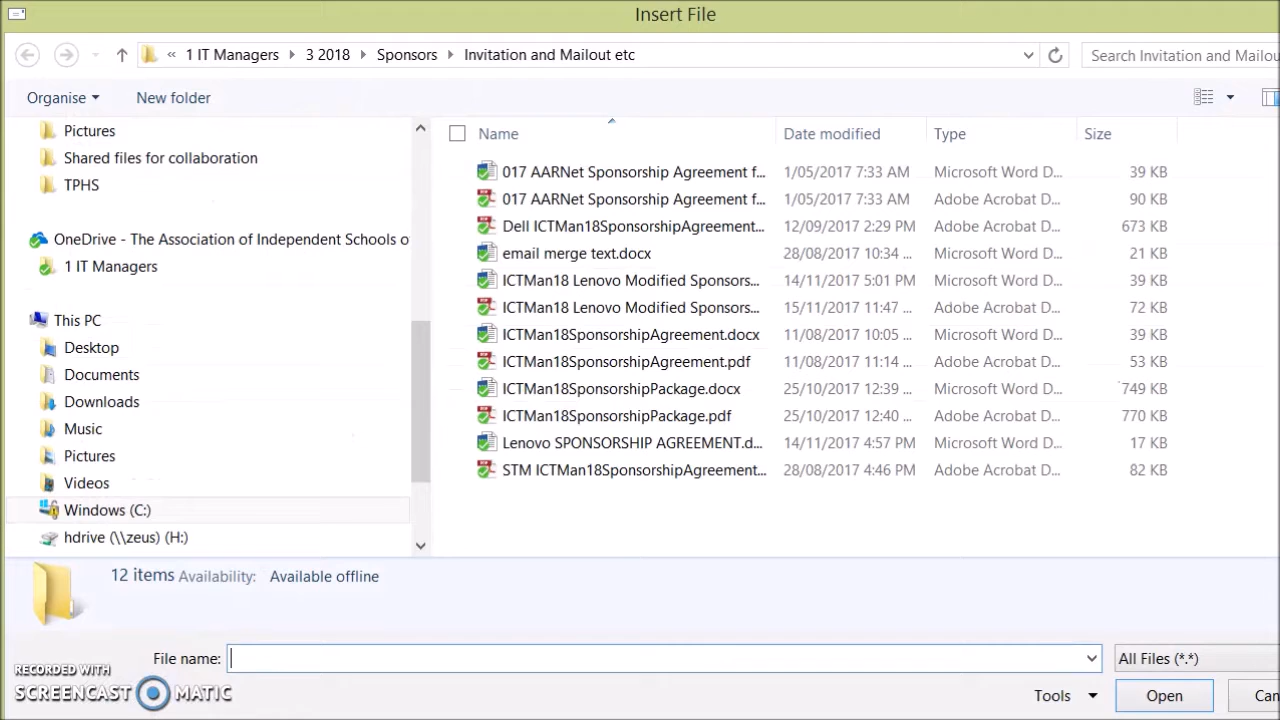 Insert File
« 1 IT Managers 3 2018 Sponsors Invitation and Mailout etc
Search Invitation and Mailou
Organise New folder
Name Date modified Type Size
Pictures
Shared files for collaboration
TPHS
OneDrive - The Association of Independent Schools o
1 IT Managers
This PC
Desktop
Documents
Downloads
Music
Pictures
Videos
Windows (C:)
hdrive (\\zeus) (H:)
017 AARNet Sponsorship Agreement f... 1/05/2017 7:33 AM Microsoft Word D... 39 KB
017 AARNet Sponsorship Agreement f... 1/05/2017 7:33 AM Adobe Acrobat D... 90 KB
Dell ICTMan18SponsorshipAgreement... 12/09/2017 2:29 PM Adobe Acrobat D... 673 KB
email merge text.docx 28/08/2017 10:34 ... Microsoft Word D... 21 KB
ICTMan18 Lenovo Modified Sponsors... 14/11/2017 5:01 PM Microsoft Word D... 39 KB
ICTMan18 Lenovo Modified Sponsors... 15/11/2017 11:47 ... Adobe Acrobat D... 72 KB
ICTMan18SponsorshipAgreement.docx 11/08/2017 10:05 ... Microsoft Word D... 39 KB
ICTMan18SponsorshipAgreement.pdf 11/08/2017 11:14 ... Adobe Acrobat D... 53 KB
ICTMan18SponsorshipPackage.docx 25/10/2017 12:39 ... Microsoft Word D... 749 KB
ICTMan18SponsorshipPackage.pdf 25/10/2017 12:40 ... Adobe Acrobat D... 770 KB
Lenovo SPONSORSHIP AGREEMENT.d... 14/11/2017 4:57 PM Microsoft Word D... 17 KB
STM ICTMan18SponsorshipAgreement... 28/08/2017 4:46 PM Adobe Acrobat D... 82 KB
12 items Availability: Available offline
File name: All Files (*.*)
RECORDED WITH
SCREENCAST MATIC
Tools Open Can